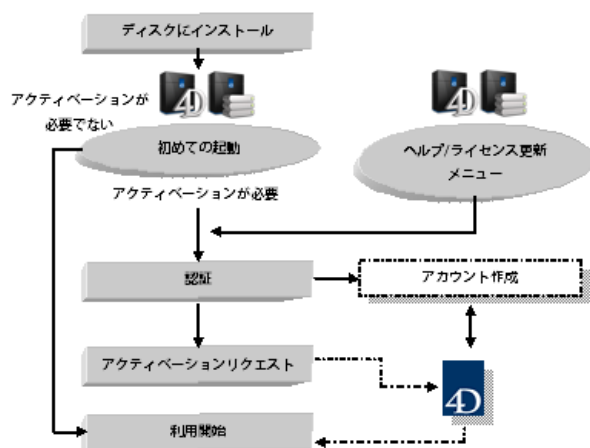 ディスクにインストール
4D
4D
アクティベーションが
必要でない
初めての起動
ヘルプ/ライセンス更新
メニュー
アクティベーションが必要
認証
アカウント作成
アクティベーションリクエスト
4D
利用開始